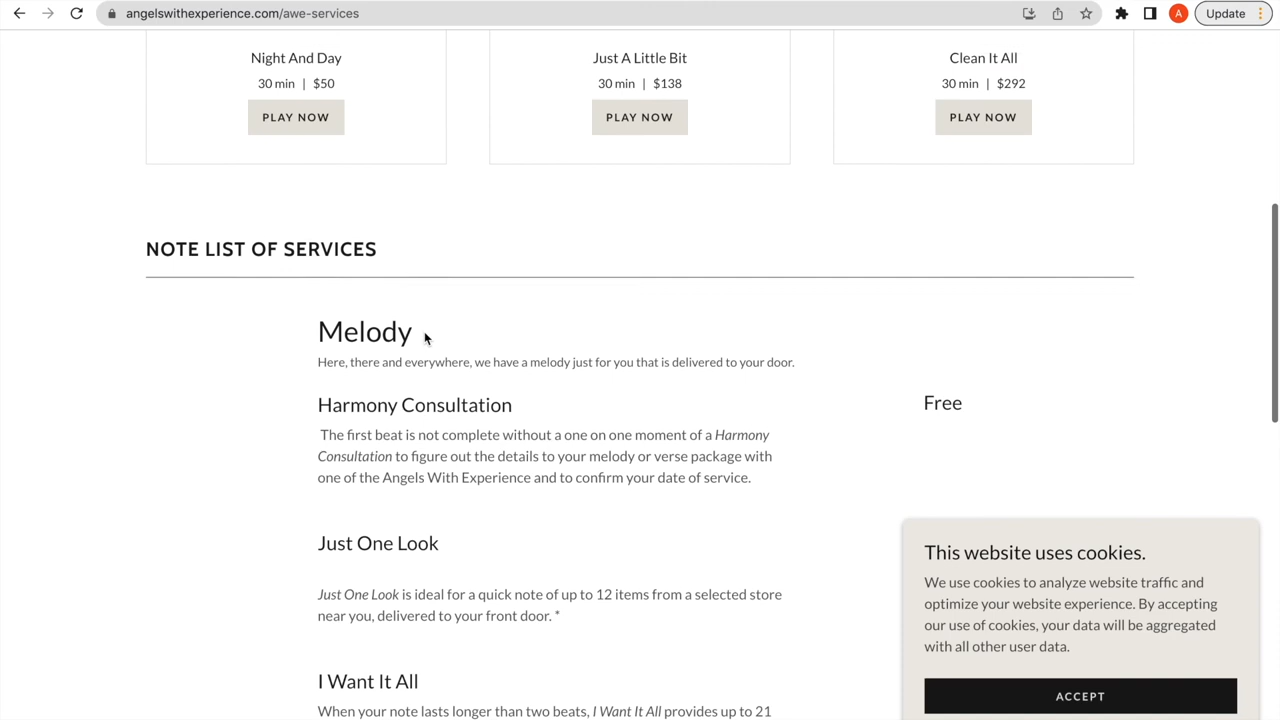 angelswithexperience.com/awe-services
A
Update
Night And Day
30 min | $50
PLAY NOW
Just A Little Bit
30 min | $138
PLAY NOW
Clean It All
30 min | $292
PLAY NOW
NOTE LIST OF SERVICES
Melody
Here, there and everywhere, we have a melody just for you that is delivered to your door.
Harmony Consultation
Free
The first beat is not complete without a one on one moment of a Harmony
Consultation to figure out the details to your melody or verse package with
one of the Angels With Experience and to confirm your date of service.
Just One Look
Just One Look is ideal for a quick note of up to 12 items from a selected store
near you, delivered to your front door. *
I Want It All
When your note lasts longer than two beats, I Want It All provides up to 21
This website uses cookies.
We use cookies to analyze website traffic and
optimize your website experience. By accepting
our use of cookies, your data will be aggregated
with all other user data.
ACCEPT